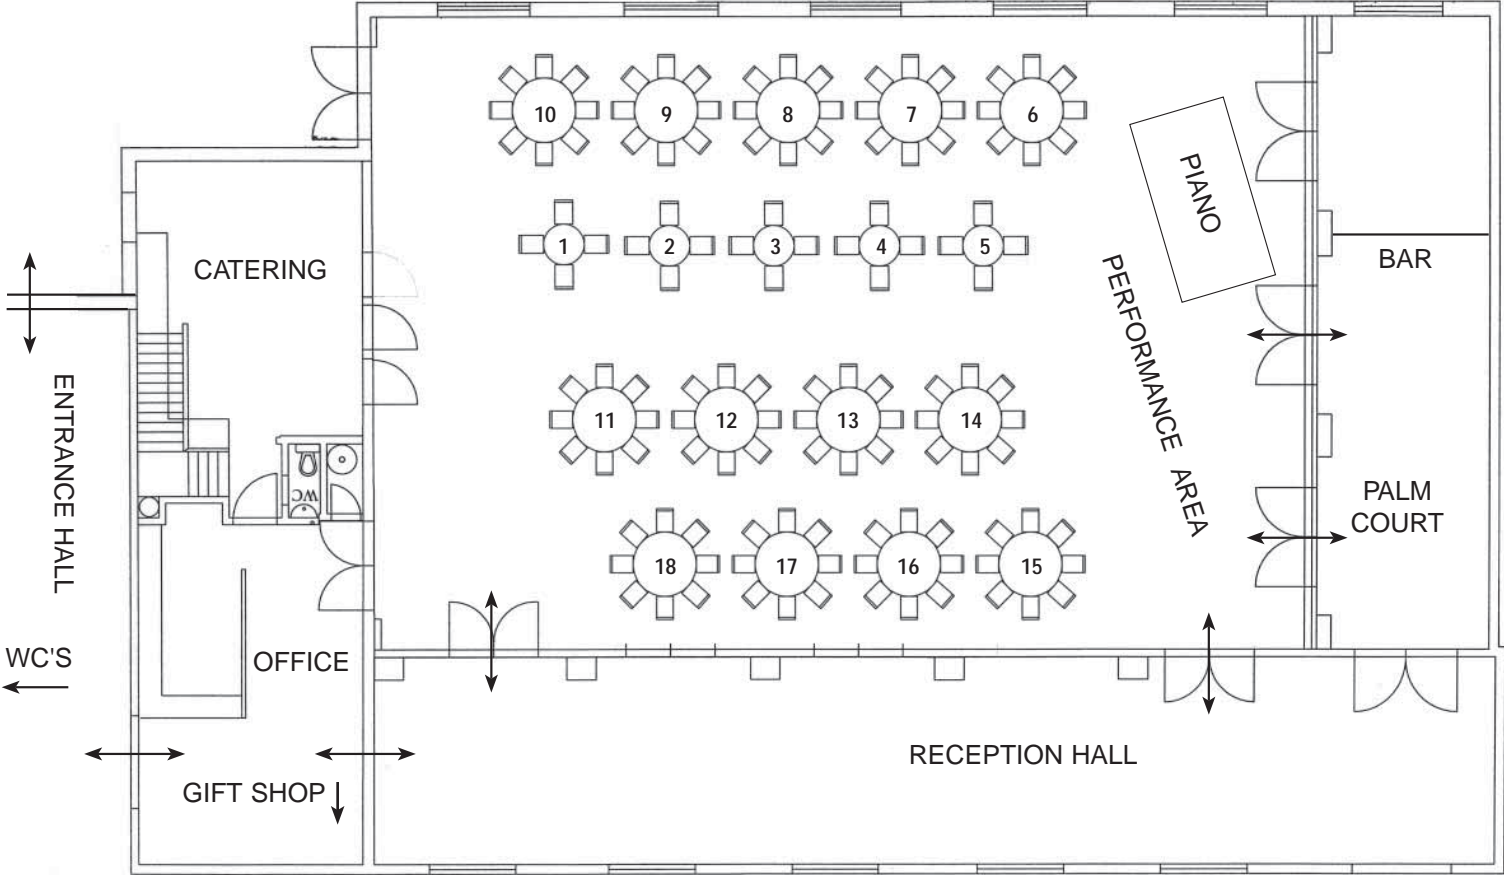 10
9
8
7
6
PIANO
1
2
3
4
5
CATERING
BAR
PERFORMANCE AREA
ENTRANCE HALL
11
12
13
14
WC
PALM
COURT
18
17
16
15
WC'S
OFFICE
RECEPTION HALL
GIFT SHOP